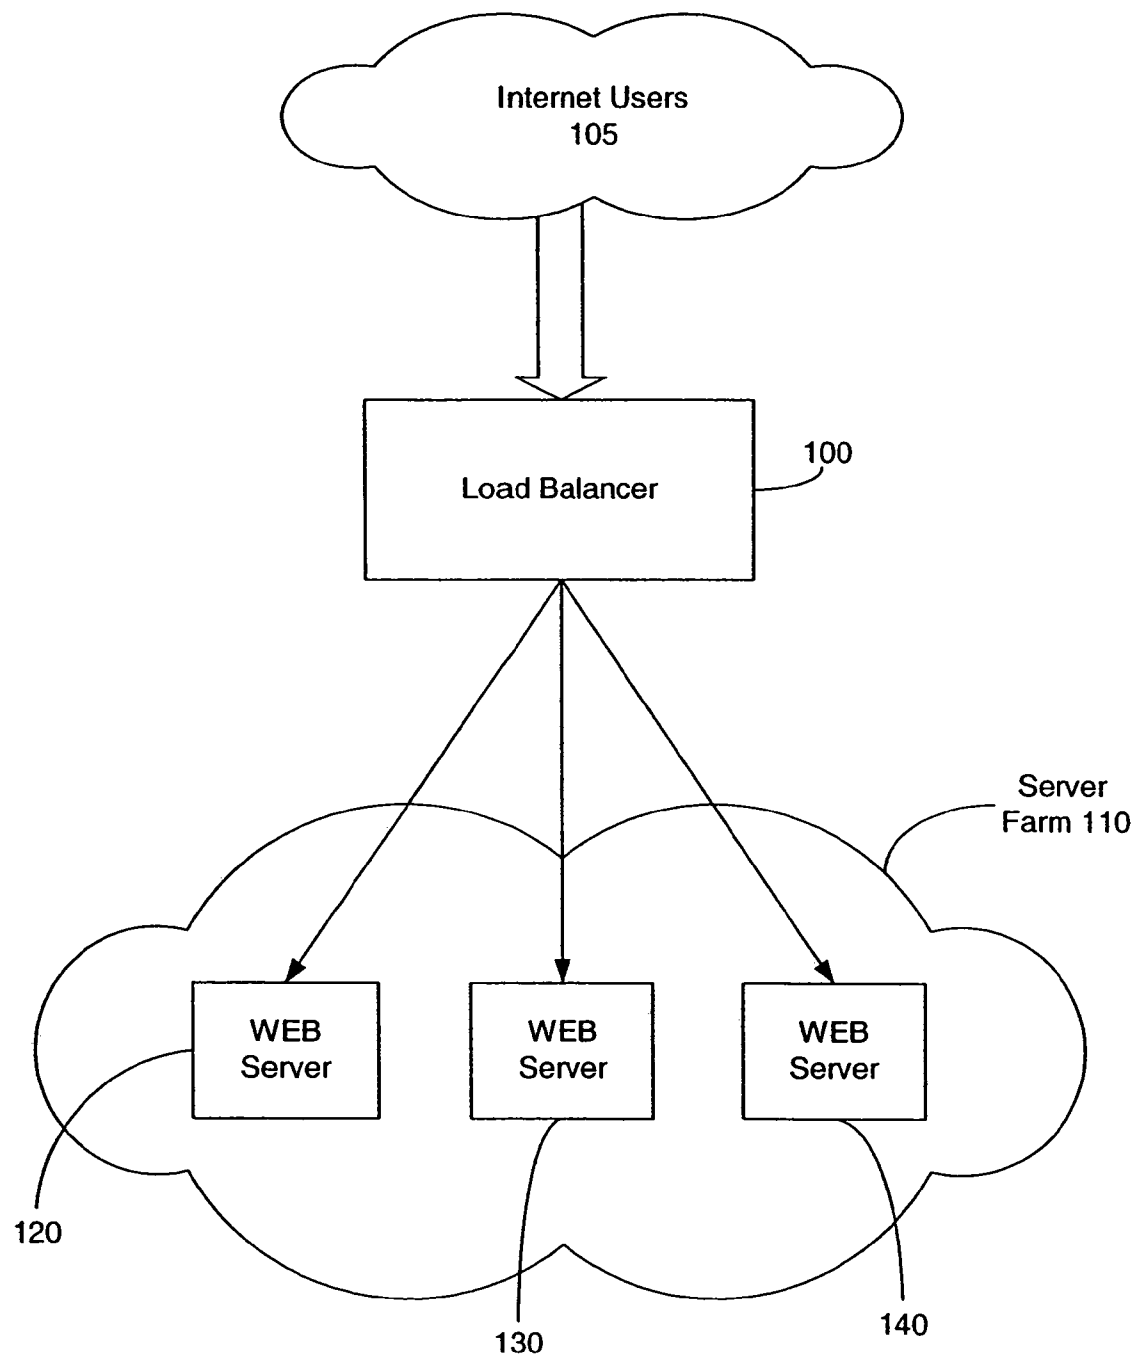 Internet Users
105
100
Load Balancer
Server
Farm 110
WEB
Server
WEB
Server
WEB
Server
120
130
140